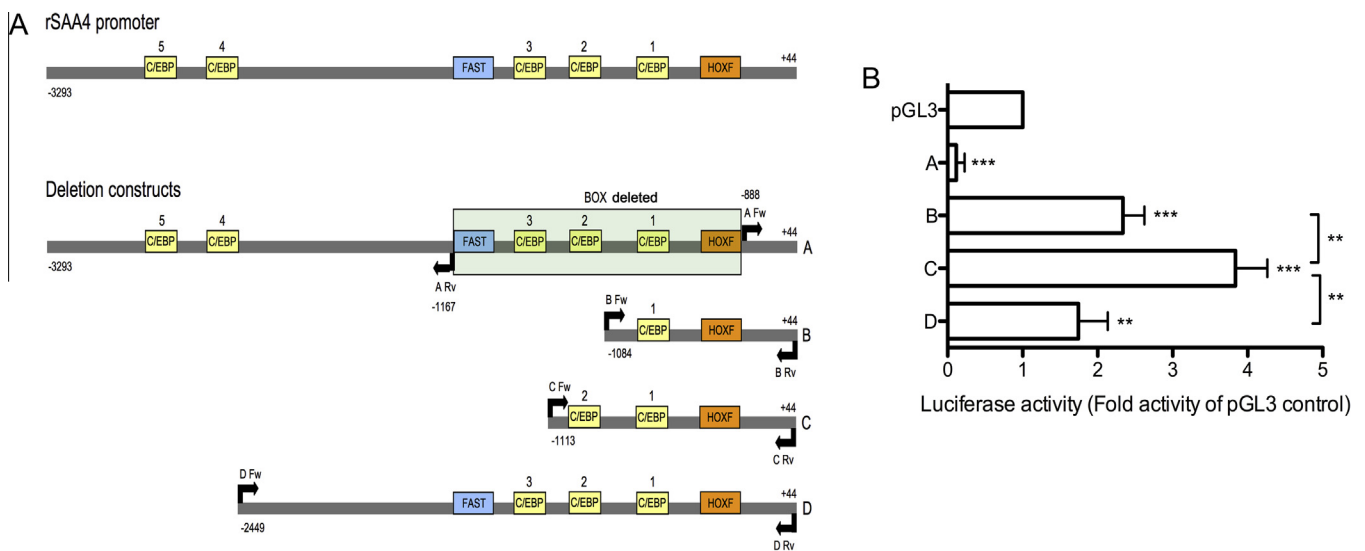 A
rSAA4 promoter
5 4 3 2 1
C/EBP C/EBP FAST C/EBP C/EBP C/EBP HOXF +44
-3293
Deletion constructs
BOX deleted
-888
A Fw
5 4 3 2 1
C/EBP C/EBP FAST C/EBP C/EBP C/EBP HOXF +44 A
-3293
A Rv
-1167
B Fw
1
C/EBP HOXF +44 B
-1084
B Rv
C Fw
2 1
C/EBP C/EBP HOXF +44 C
-1113
C Rv
D Fw
3 2 1
FAST C/EBP C/EBP C/EBP HOXF +44 D
-2449
D Rv
B
pGL3
A ***
B ***
C ***
D **
**
**
0 1 2 3 4 5
Luciferase activity (Fold activity of pGL3 control)